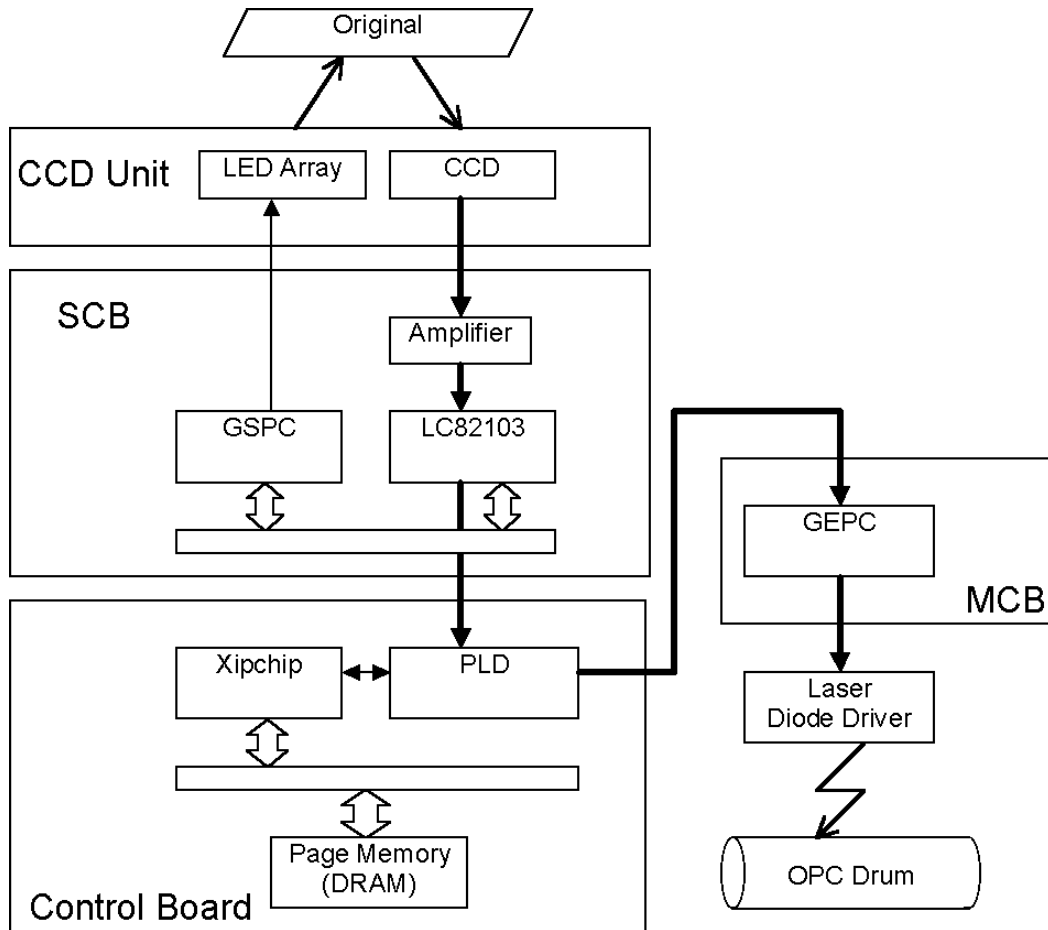 Original
CCD Unit
LED Array
CCD
SCB
Amplifier
GSPC
LC82103
GEPC
MCB
Xipchip
PLD
Laser
Diode Driver
Page Memory
(DRAM)
OPC Drum
Control Board